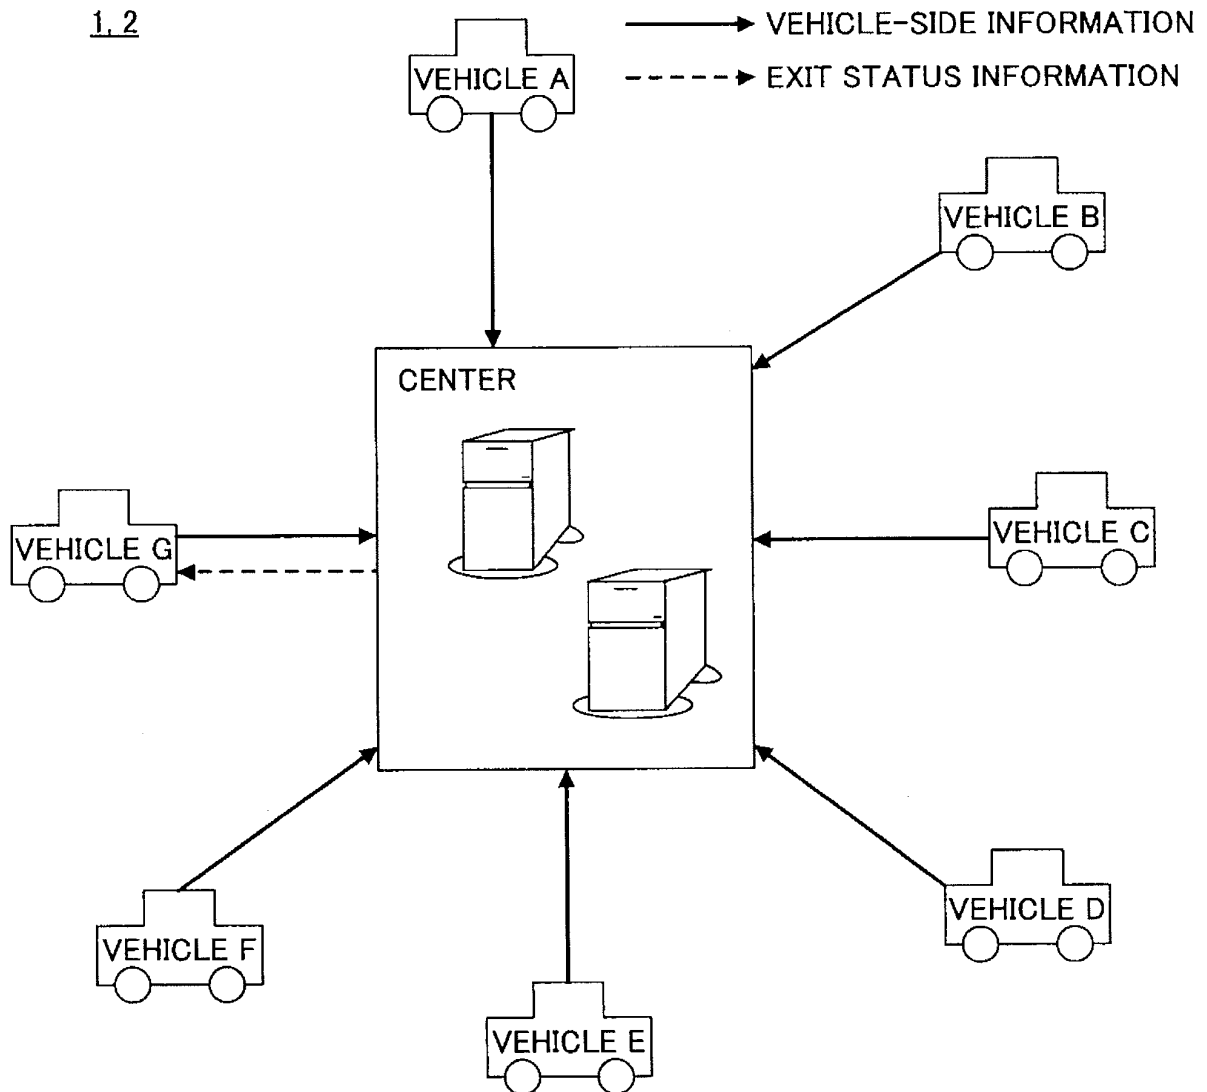 1, 2
VEHICLE-SIDE INFORMATION
EXIT STATUS INFORMATION
VEHICLE A
VEHICLE B
CENTER
VEHICLE C
VEHICLE G
VEHICLE D
VEHICLE F
VEHICLE E